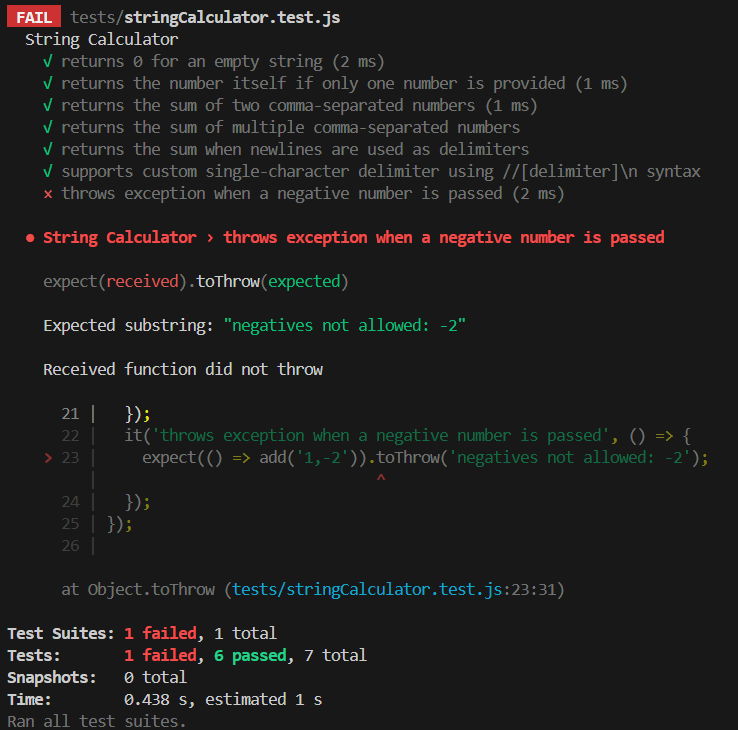 FAIL tests/stringCalculator.test.js
String Calculator
√ returns 0 for an empty string (2 ms)
√ returns the number itself if only one number is provided (1 ms)
√ returns the sum of two comma-separated numbers (1 ms)
√ returns the sum of multiple comma-separated numbers
√ returns the sum when newlines are used as delimiters
√ supports custom single-character delimiter using //[delimiter]\n syntax
× throws exception when a negative number is passed (2 ms)
● String Calculator › throws exception when a negative number is passed
expect(received).toThrow(expected)
Expected substring: "negatives not allowed: -2"
Received function did not throw
21 | });
22 | it('throws exception when a negative number is passed', () => {
> 23 | expect(() => add('1,-2')).toThrow('negatives not allowed: -2');
| ^
24 | });
25 | });
26 |
at Object.toThrow (tests/stringCalculator.test.js:23:31)
Test Suites: 1 failed, 1 total
Tests: 1 failed, 6 passed, 7 total
Snapshots: 0 total
Time: 0.438 s, estimated 1 s
Ran all test suites.